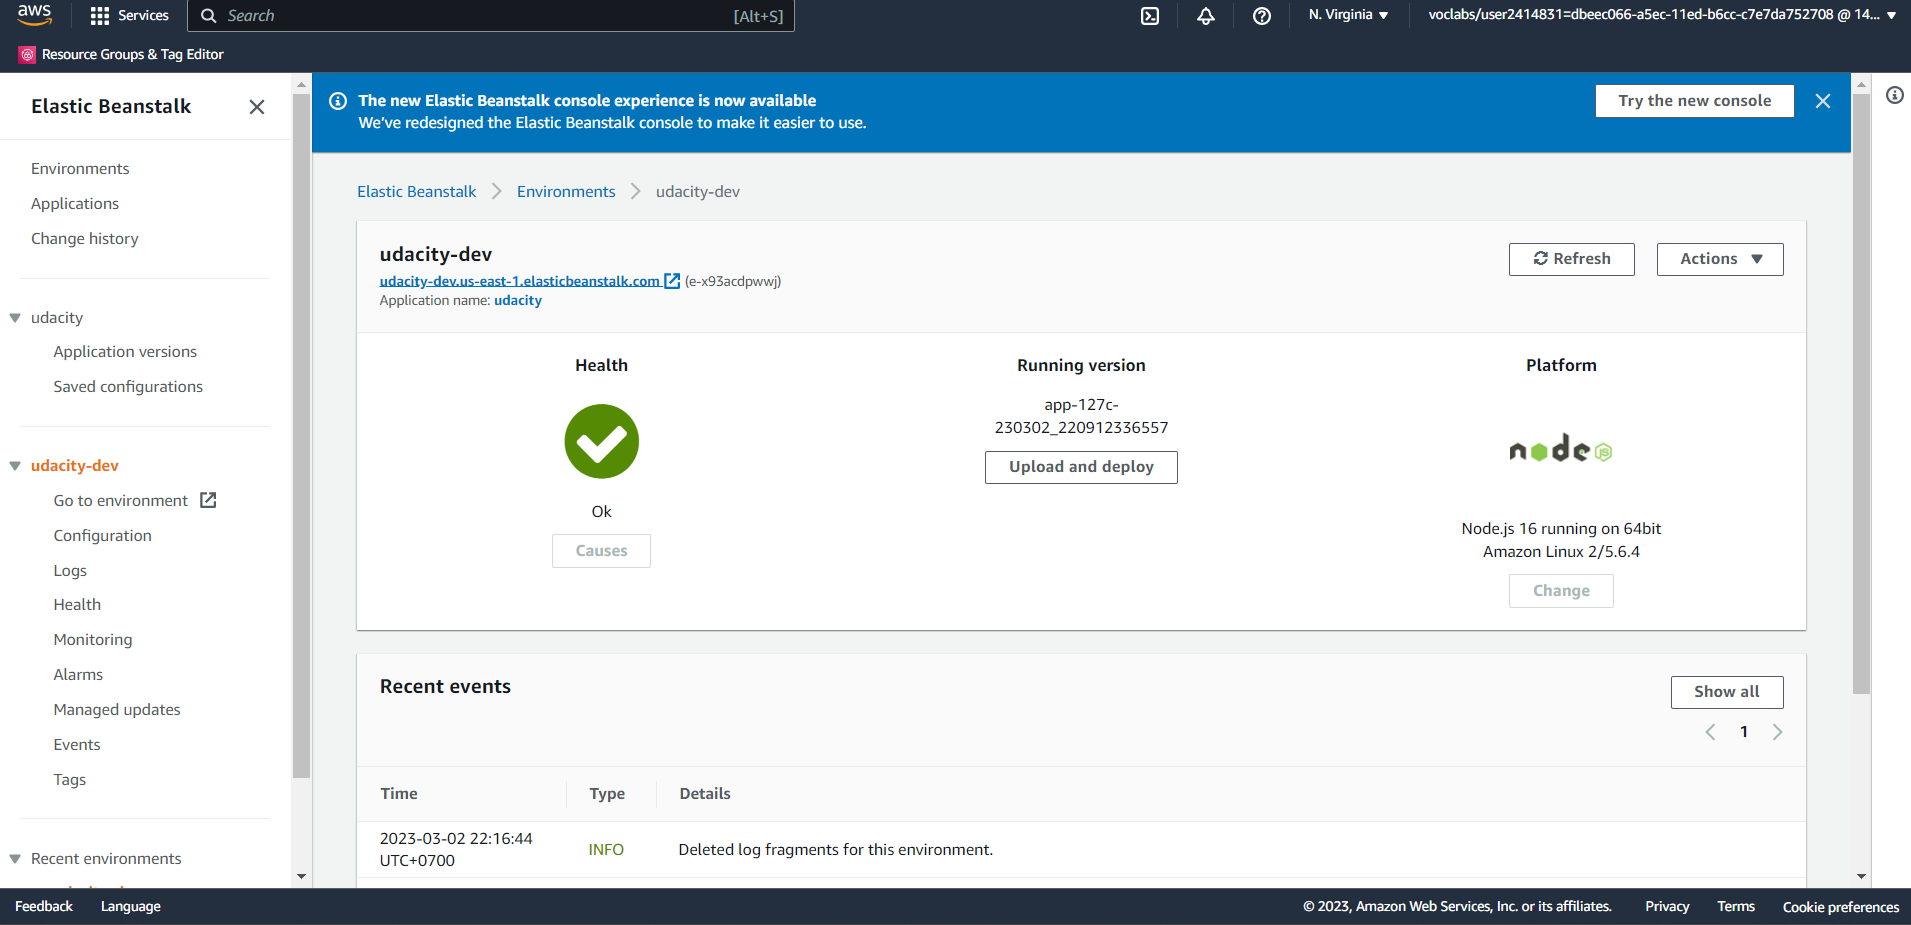 aws
Services
Search
[Alt+S]
N. Virginia
voclabs/user2414831=dbeec066-a5ec-11ed-b6cc-c7e7da752708 @ 14...
Resource Groups & Tag Editor
Elastic Beanstalk
Environments
Applications
Change history
udacity
Application versions
Saved configurations
udacity-dev
Go to environment
Configuration
Logs
Health
Monitoring
Alarms
Managed updates
Events
Tags
Recent environments
The new Elastic Beanstalk console experience is now available
We've redesigned the Elastic Beanstalk console to make it easier to use.
Try the new console
Elastic Beanstalk
Environments
udacity-dev
udacity-dev
udacity-dev.us-east-1.elasticbeanstalk.com (e-x93acdpwwj)
Application name: udacity
Refresh
Actions
Health
Ok
Causes
Running version
app-127c-
230302_220912336557
Upload and deploy
Platform
node JS
Node.js 16 running on 64bit
Amazon Linux 2/5.6.4
Change
Recent events
Show all
1
Time Type Details
2023-03-02 22:16:44
UTC+0700
INFO
Deleted log fragments for this environment.
Feedback Language
© 2023, Amazon Web Services, Inc. or its affiliates. Privacy Terms Cookie preferences